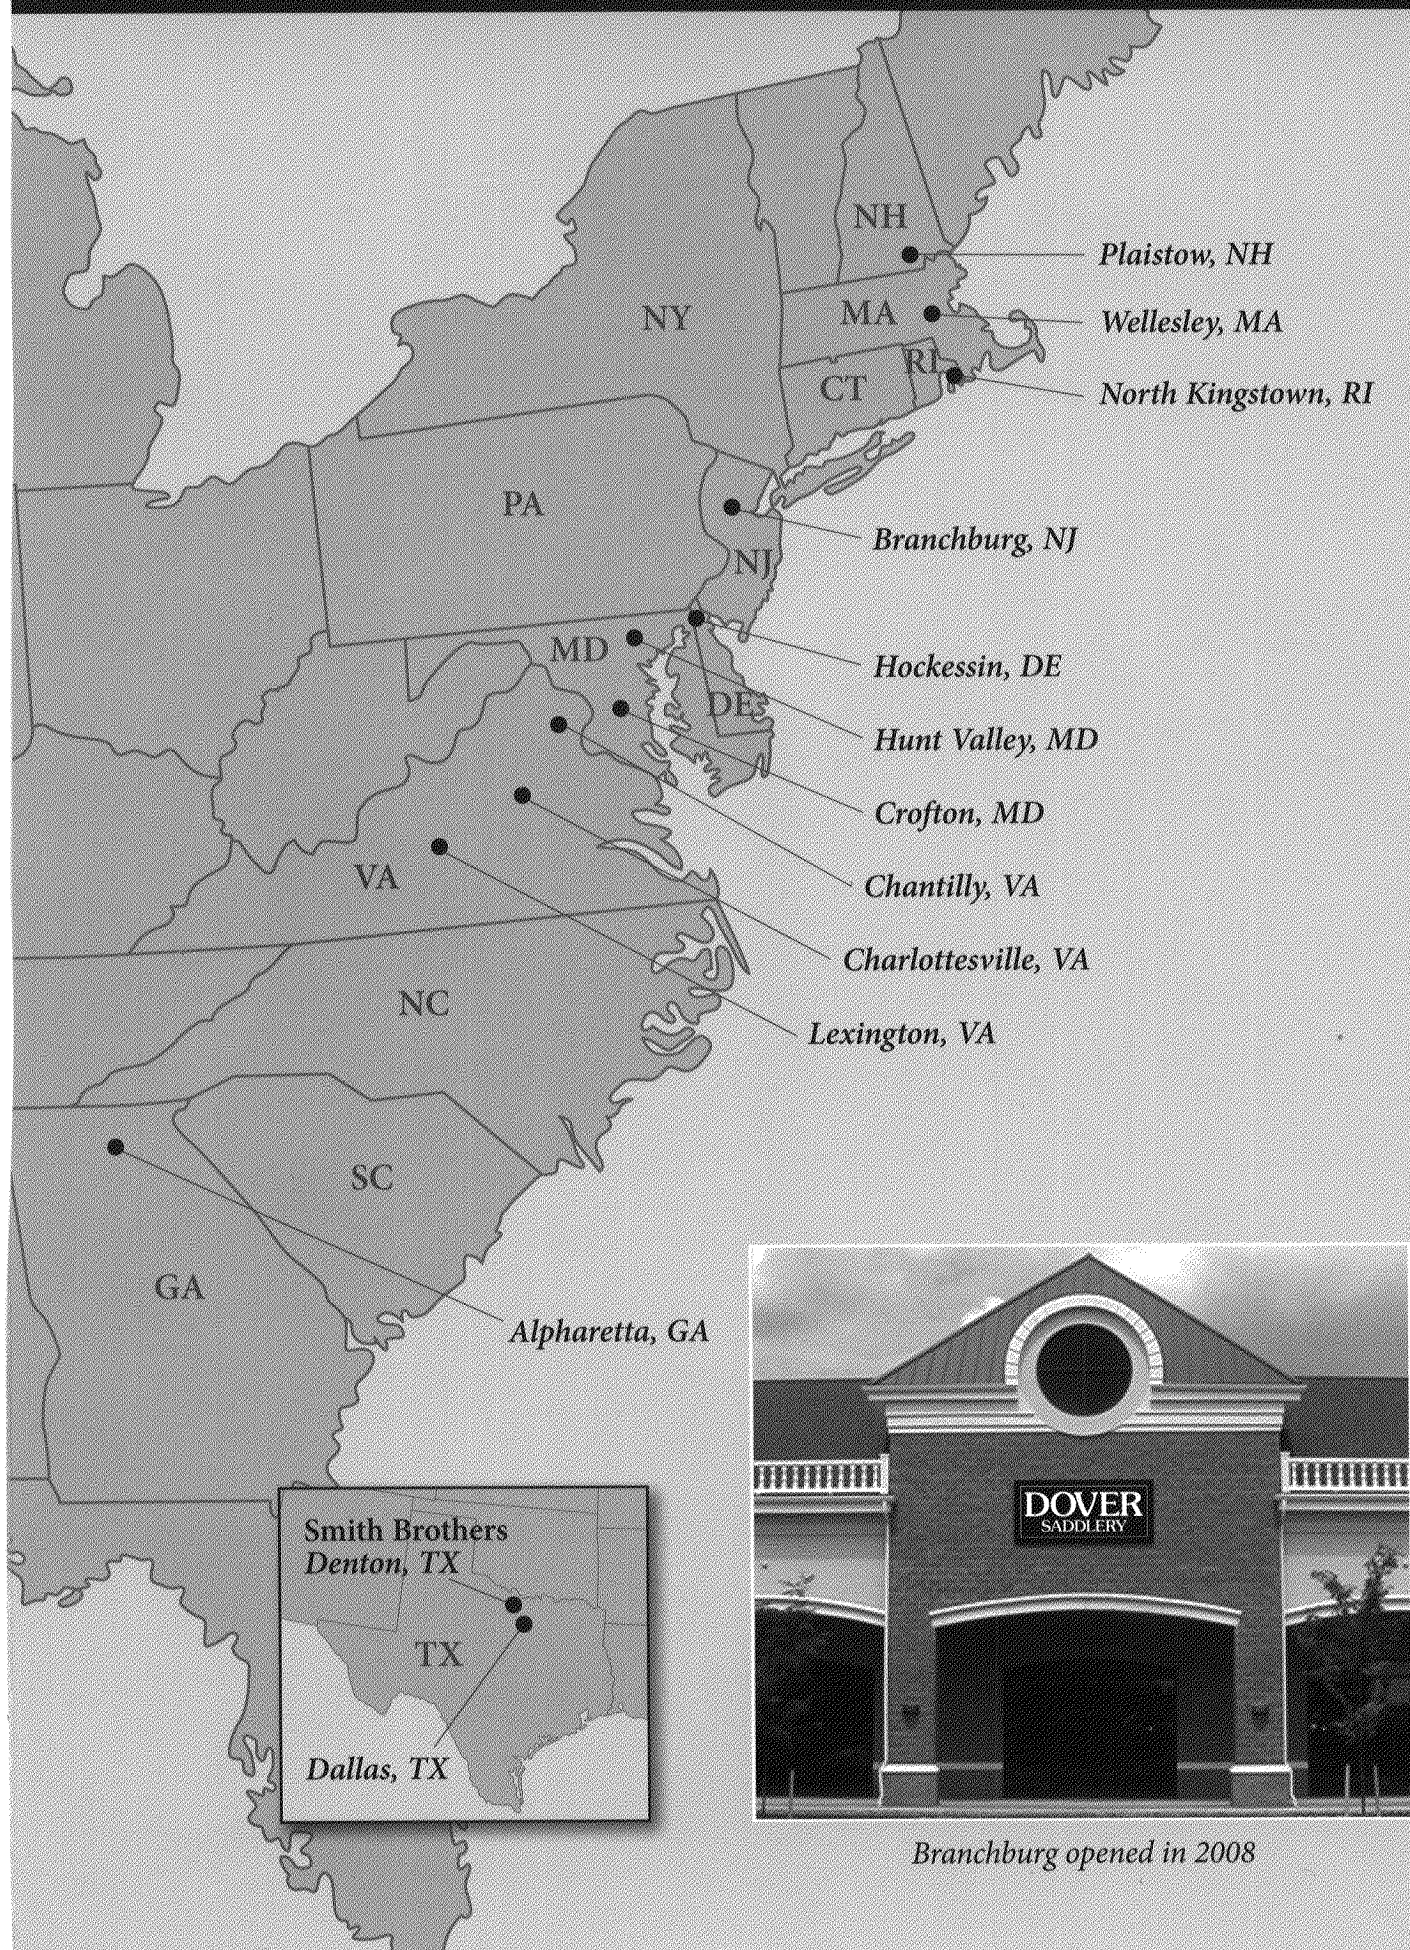 NH
Plaistow, NH
NY
MA
Wellesley, MA
RI
CT
North Kingstown, RI
PA
Branchburg, NJ
NJ
MD
Hockessin, DE
DE
Hunt Valley, MD
Crofton, MD
VA
Chantilly, VA
Charlottesville, VA
NC
Lexington, VA
SC
GA
Alpharetta, GA
Smith Brothers
Denton, TX
TX
Dallas, TX
DOVER
SADDLERY
Branchburg opened in 2008